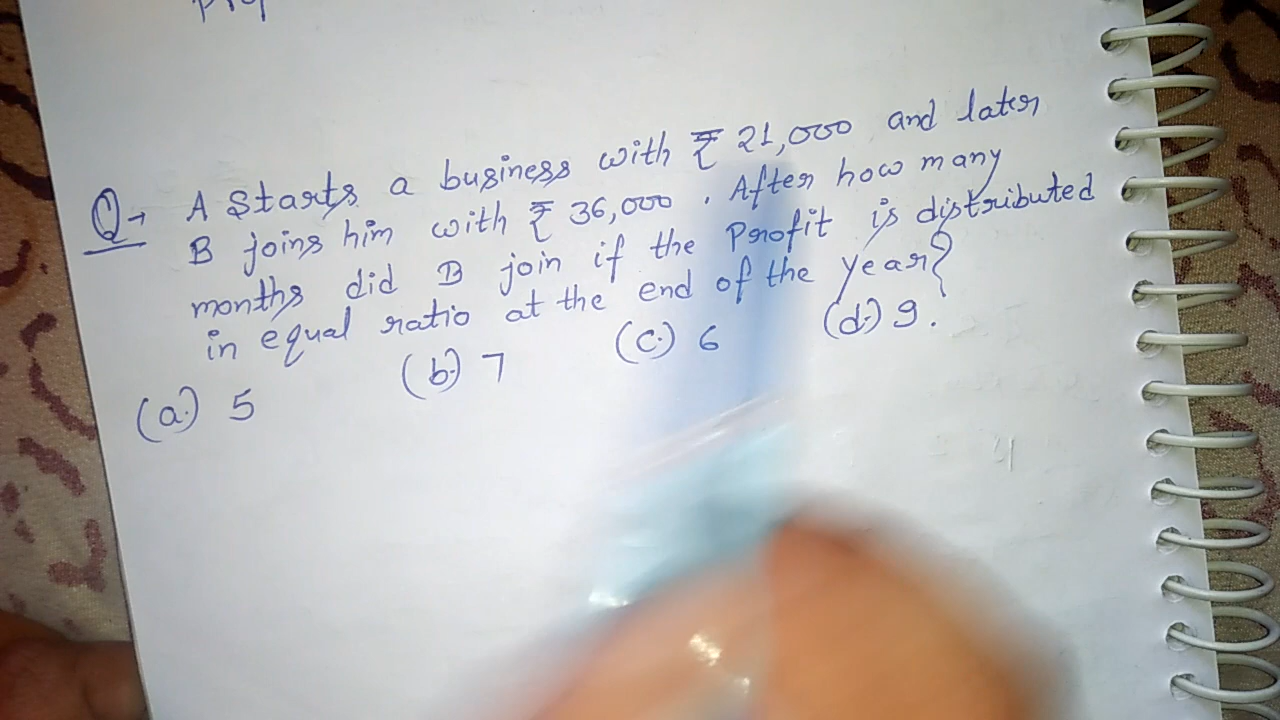 Prof
Q→ A Starts a business with ₹ 21,000 and later
B joins him with ₹ 36,000. After how many
months did B join if the Profit is distributed
in equal ratio at the end of the year?
(a.) 5 (b.) 7 (c.) 6 (d.) 9.